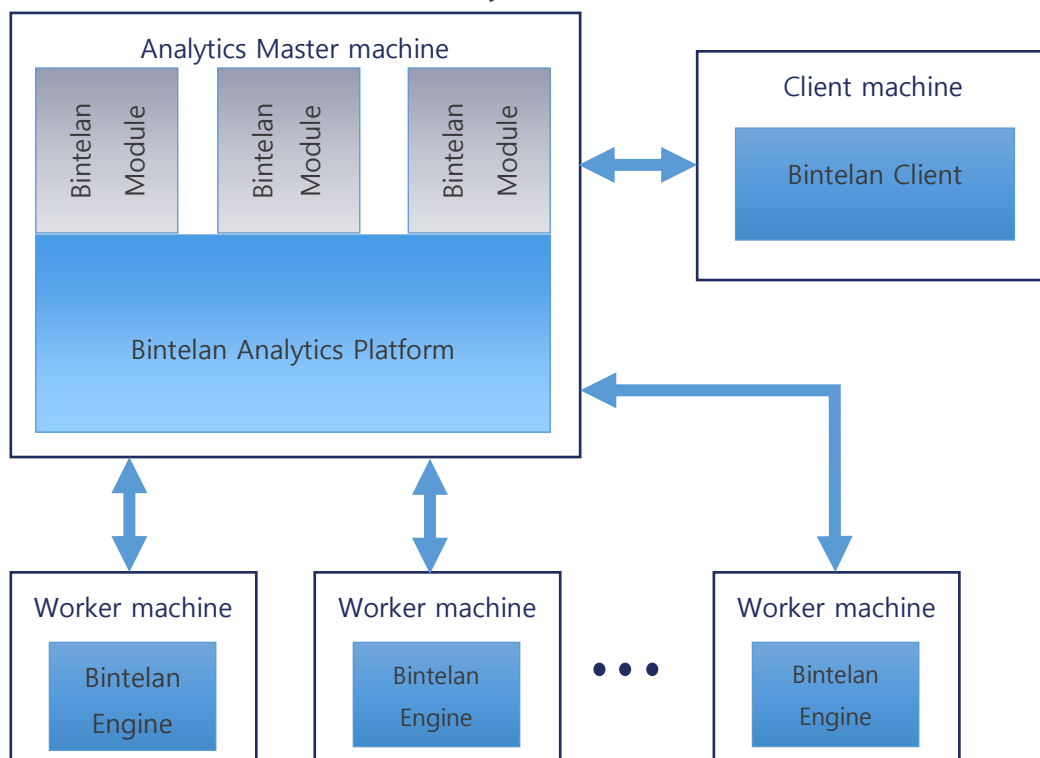 Analytics Master machine
Bintelan
Module
Bintelan
Module
Bintelan
Module
Bintelan Analytics Platform
Client machine
Bintelan Client
Worker machine
Bintelan
Engine
Worker machine
Bintelan
Engine
Worker machine
Bintelan
Engine